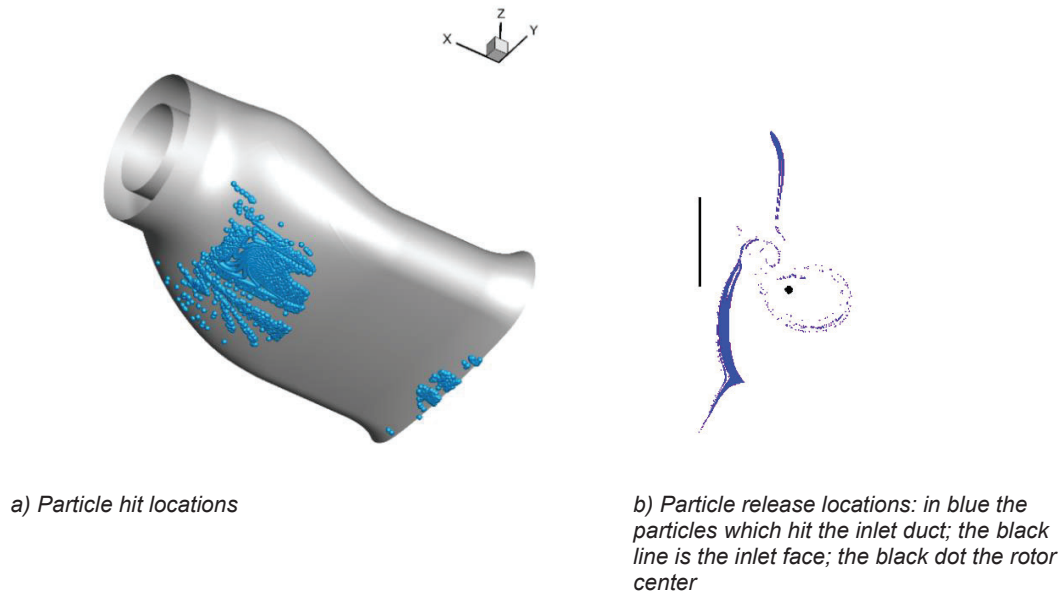 X
Z
Y
a) Particle hit locations
b) Particle release locations: in blue the
particles which hit the inlet duct; the black
line is the inlet face; the black dot the rotor
center